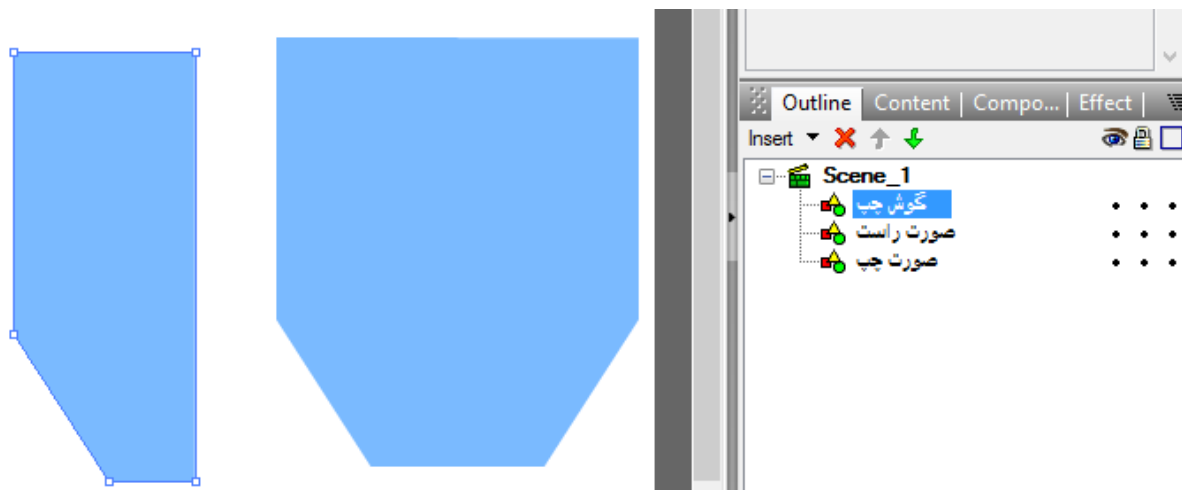 Outline Content Compo... Effect
Insert
Scene_1
گوش چپ
صورت راست
صورت چپ